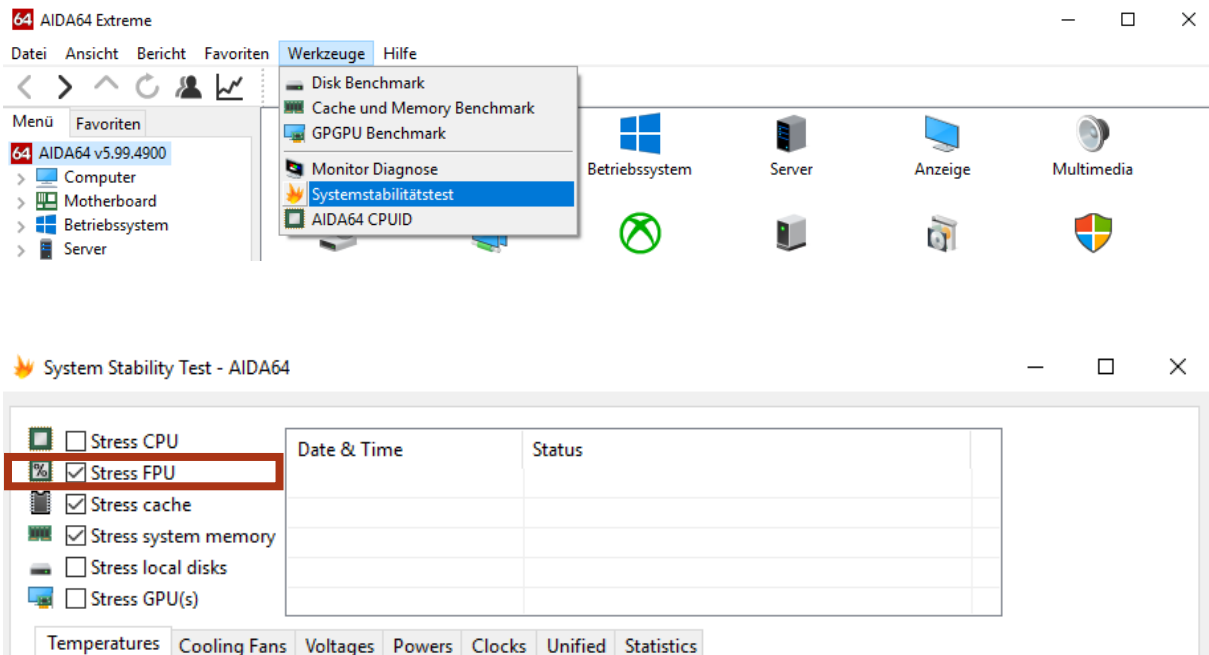 64 AIDA64 Extreme
Datei Ansicht Bericht Favoriten Werkzeuge Hilfe
Disk Benchmark
Cache und Memory Benchmark
GPGPU Benchmark
Monitor Diagnose
Systemstabilitätstest
AIDA64 CPUID
Menü Favoriten
64 AIDA64 v5.99.4900
Computer
Motherboard
Betriebssystem
Server
Betriebssystem Server Anzeige Multimedia
System Stability Test - AIDA64
Stress CPU
% Stress FPU
Stress cache
Stress system memory
Stress local disks
Stress GPU(s)
Date & Time Status
Temperatures Cooling Fans Voltages Powers Clocks Unified Statistics